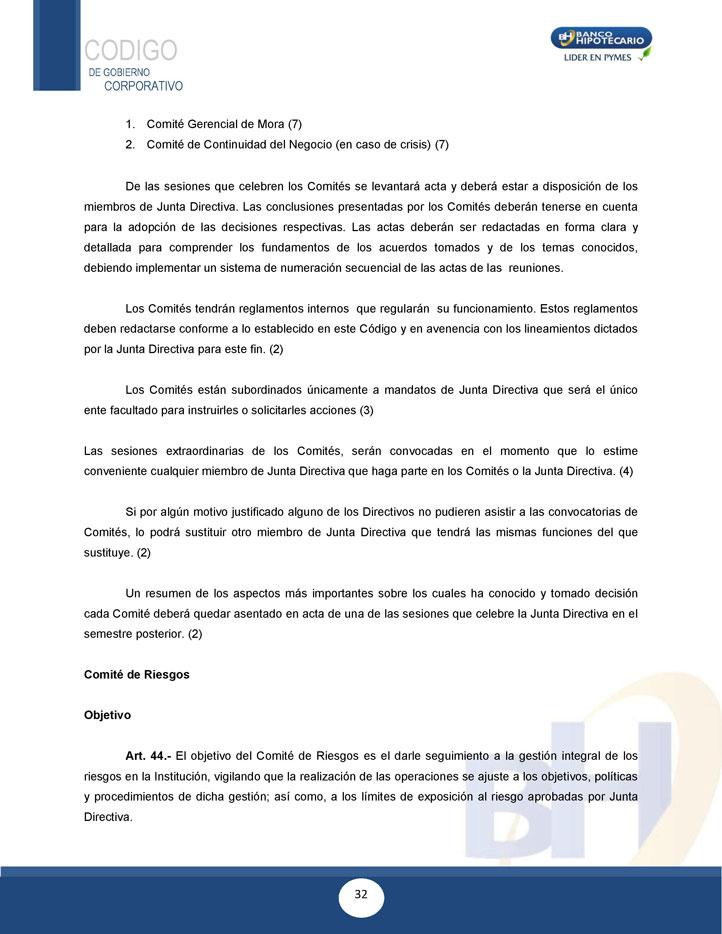 CODIGO
DE GOBIERNO
CORPORATIVO
BH BANCO
HIPOTECARIO
LIDER EN PYMES
1. Comité Gerencial de Mora (7)
2. Comité de Continuidad del Negocio (en caso de crisis) (7)
De las sesiones que celebren los Comités se levantará acta y deberá estar a disposición de los
miembros de Junta Directiva. Las conclusiones presentadas por los Comités deberán tenerse en cuenta
para la adopción de las decisiones respectivas. Las actas deberán ser redactadas en forma clara y
detallada para comprender los fundamentos de los acuerdos tomados y de los temas conocidos,
debiendo implementar un sistema de numeración secuencial de las actas de las reuniones.
Los Comités tendrán reglamentos internos que regularán su funcionamiento. Estos reglamentos
deben redactarse conforme a lo establecido en este Código y en avenencia con los lineamientos dictados
por la Junta Directiva para este fin. (2)
Los Comités están subordinados únicamente a mandatos de Junta Directiva que será el único
ente facultado para instruirles o solicitarles acciones (3)
Las sesiones extraordinarias de los Comités, serán convocadas en el momento que lo estime
conveniente cualquier miembro de Junta Directiva que haga parte en los Comités o la Junta Directiva. (4)
Si por algún motivo justificado alguno de los Directivos no pudieren asistir a las convocatorias de
Comités, lo podrá sustituir otro miembro de Junta Directiva que tendrá las mismas funciones del que
sustituye. (2)
Un resumen de los aspectos más importantes sobre los cuales ha conocido y tomado decisión
cada Comité deberá quedar asentado en acta de una de las sesiones que celebre la Junta Directiva en el
semestre posterior. (2)
Comité de Riesgos
Objetivo
Art. 44.- El objetivo del Comité de Riesgos es el darle seguimiento a la gestión integral de los
riesgos en la Institución, vigilando que la realización de las operaciones se ajuste a los objetivos, políticas
y procedimientos de dicha gestión; así como, a los límites de exposición al riesgo aprobadas por Junta
Directiva.
BH
32